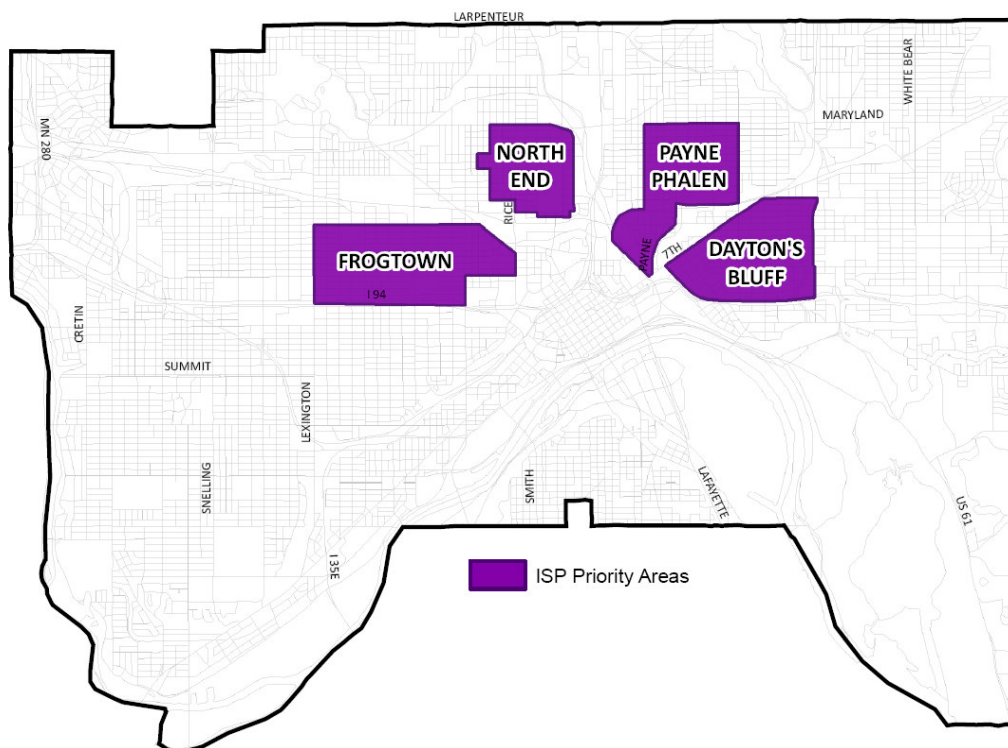 LARPENTEUR
WHITE BEAR
MARYLAND
MN 280
NORTH
END
PAYNE
PHALEN
RICE
FROGTOWN
PAYNE
7TH
DAYTON'S
BLUFF
I 94
CRETIN
SUMMIT
LEXINGTON
SNELLING
SMITH
LAFAYETTE
US 61
I 35E
ISP Priority Areas